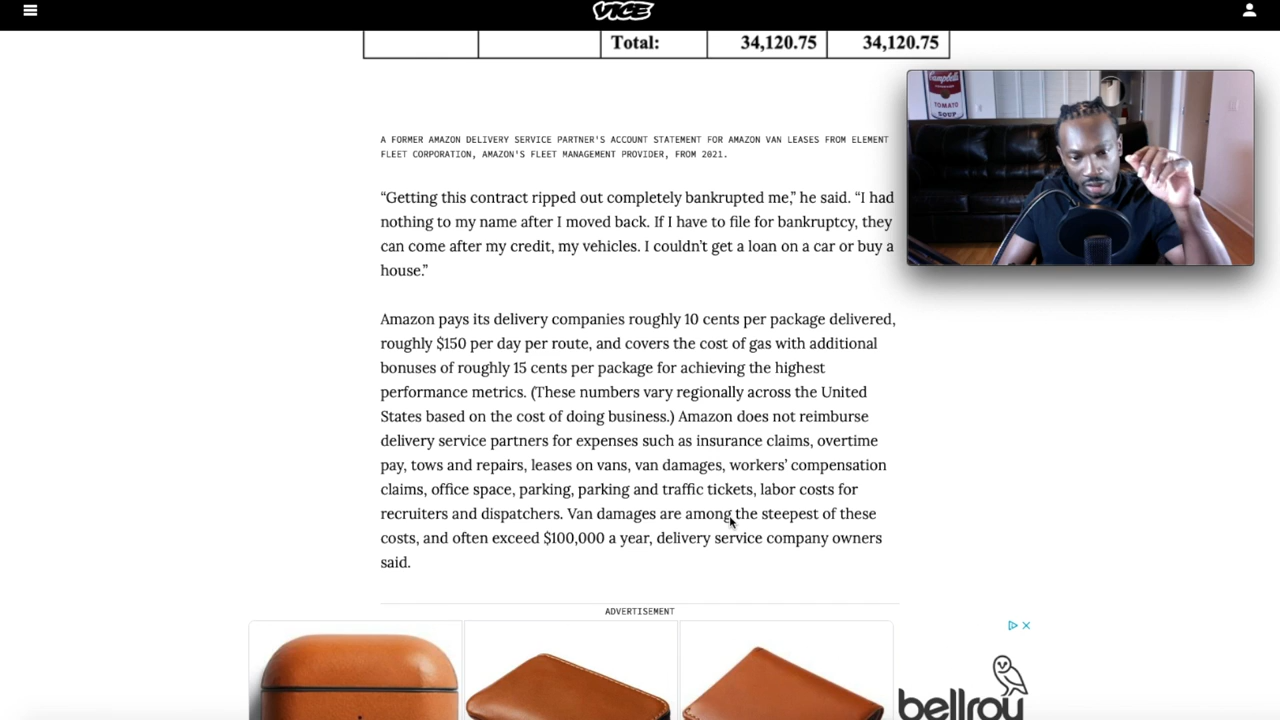 VICE
Total: 34,120.75 34,120.75
Campbell's
TOMATO
SOUP
A FORMER AMAZON DELIVERY SERVICE PARTNER'S ACCOUNT STATEMENT FOR AMAZON VAN LEASES FROM ELEMENT
FLEET CORPORATION, AMAZON'S FLEET MANAGEMENT PROVIDER, FROM 2021.
“Getting this contract ripped out completely bankrupted me,” he said. “I had
nothing to my name after I moved back. If I have to file for bankruptcy, they
can come after my credit, my vehicles. I couldn’t get a loan on a car or buy a
house.”
Amazon pays its delivery companies roughly 10 cents per package delivered,
roughly $150 per day per route, and covers the cost of gas with additional
bonuses of roughly 15 cents per package for achieving the highest
performance metrics. (These numbers vary regionally across the United
States based on the cost of doing business.) Amazon does not reimburse
delivery service partners for expenses such as insurance claims, overtime
pay, tows and repairs, leases on vans, van damages, workers’ compensation
claims, office space, parking, parking and traffic tickets, labor costs for
recruiters and dispatchers. Van damages are among the steepest of these
costs, and often exceed $100,000 a year, delivery service company owners
said.
ADVERTISEMENT
bellroy